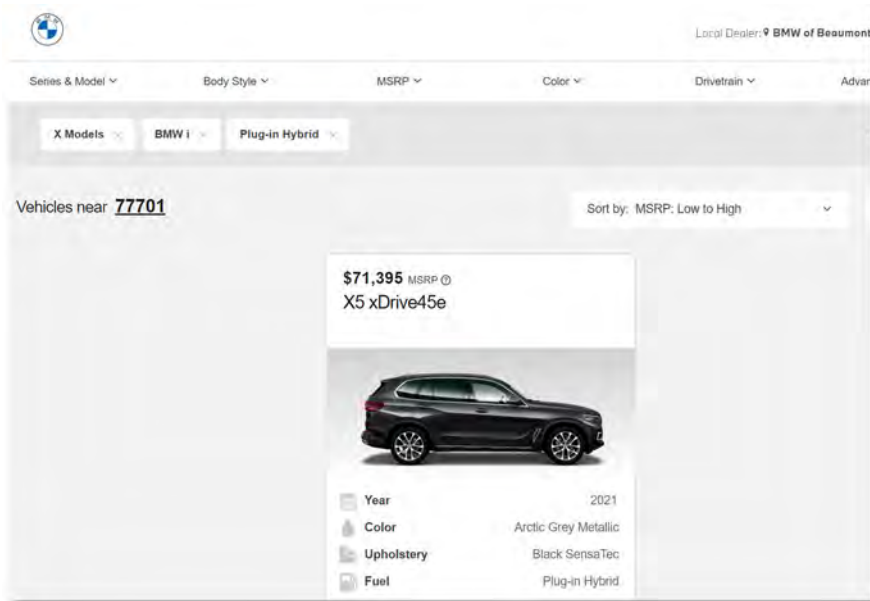 Local Dealer: BMW of Beaumont
Series & Model
Body Style
MSRP
Color
Drivetrain
X Models
BMW i
Plug-in Hybrid
Vehicles near 77701
Sort by: MSRP: Low to High
$71,395 MSRP
X5 xDrive45e
Year 2021
Color Arctic Grey Metallic
Upholstery Black SensaTec
Fuel Plug-in Hybrid